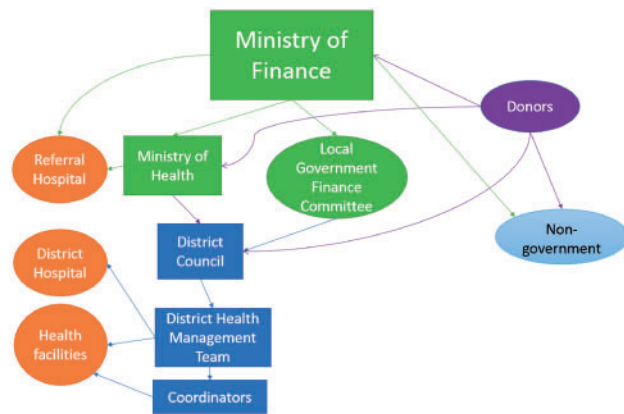 Ministry of
Finance
Donors
Referral
Hospital
Ministry of
Health
Local
Government
Finance
Committee
Non-
government
District
Hospital
District
Council
Health
facilities
District Health
Management
Team
Coordinators